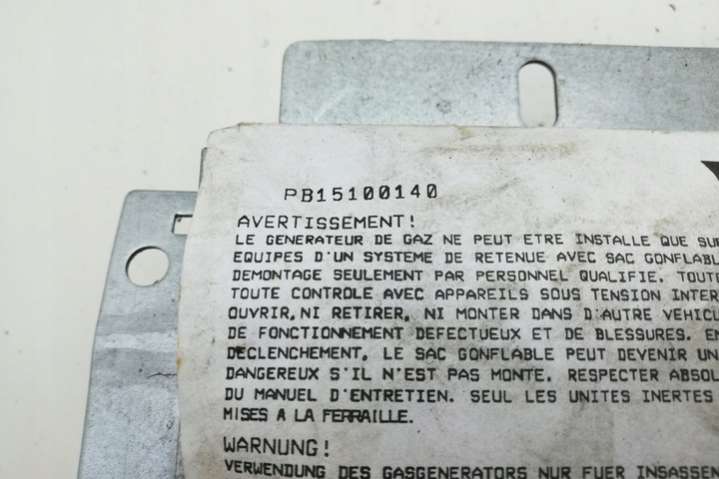 PB15100140
AVERTISSEMENT!
LE GENERATEUR DE GAZ NE PEUT ETRE INSTALLE QUE SUR
EQUIPES D'UN SYSTEME DE RETENUE AVEC SAC GONFLABLE
DEMONTAGE SEULEMENT PAR PERSONNEL QUALIFIE. TOUTE
TOUTE CONTROLE AVEC APPAREILS SOUS TENSION INTER
OUVRIR,NI RETIRER, NI MONTER DANS D'AUTRE VEHICU
DE FONCTIONNEMENT DEFECTUEUX ET DE BLESSURES. EN
DECLENCHEMENT, LE SAC GONFLABLE PEUT DEVENIR UN
DANGEREUX S'IL N'EST PAS MONTE. RESPECTER ABSOL
DU MANUEL D'ENTRETIEN. SEUL LES UNITES INERTES
MISES A LA FERRAILLE.
WARNUNG!
VERWENDUNG DES GASGENERATORS NUR FUER INSASSEN